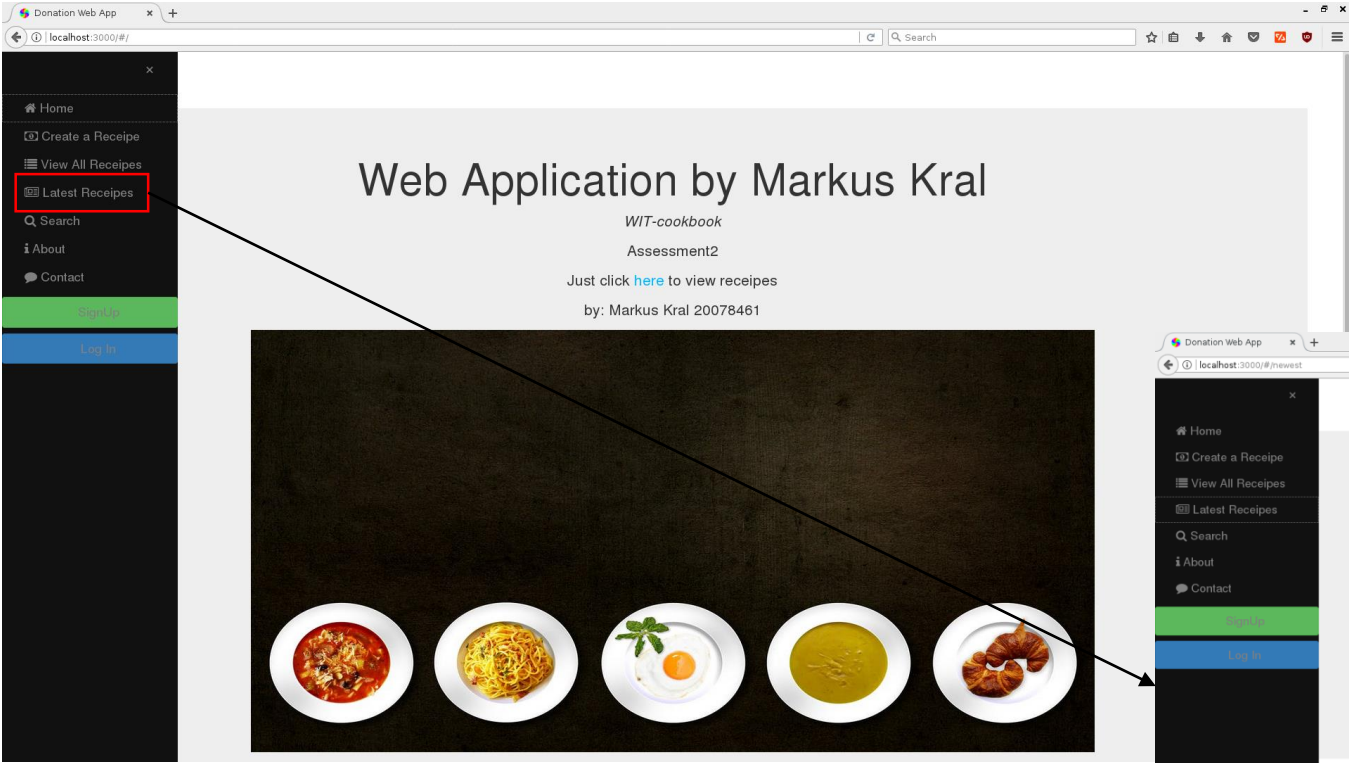 Donation Web App
localhost:3000/#/
Search
Home
Create a Receipe
View All Receipes
Latest Receipes
Search
About
Contact
SignUp
Log In
Web Application by Markus Kral
WIT-cookbook
Assessment2
Just click here to view receipes
by: Markus Kral 20078461
Donation Web App
localhost:3000/#/newest
Home
Create a Receipe
View All Receipes
Latest Receipes
Search
About
Contact
SignUp
Log In